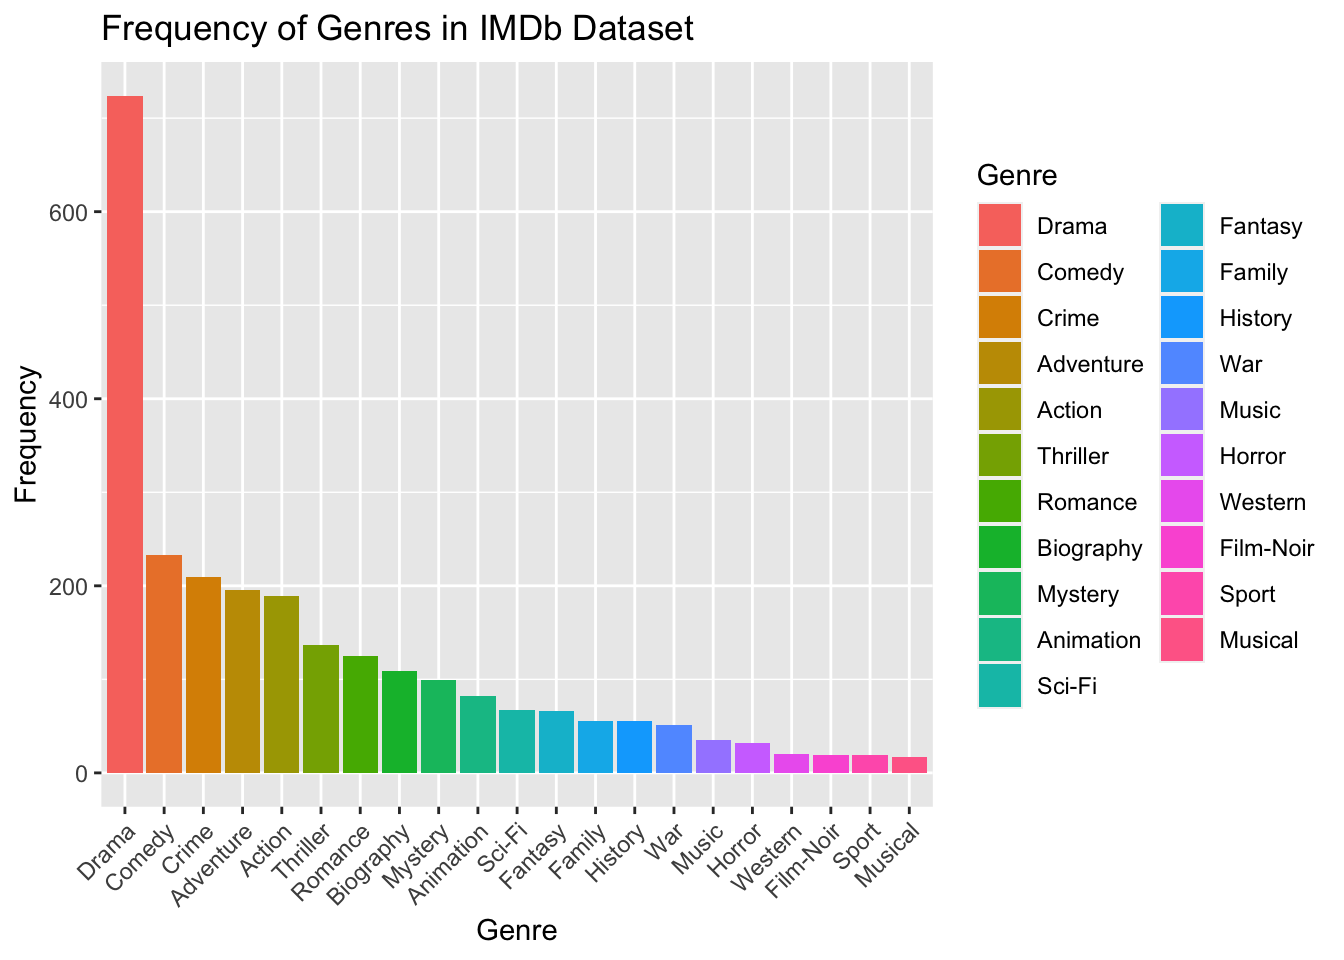 Frequency of Genres in IMDb Dataset
Frequency
600
400
200
0
Drama
Comedy
Crime
Adventure
Action
Thriller
Romance
Biography
Mystery
Animation
Sci-Fi
Fantasy
Family
History
War
Music
Horror
Western
Film-Noir
Sport
Musical
Genre
Genre
Drama
Comedy
Crime
Adventure
Action
Thriller
Romance
Biography
Mystery
Animation
Sci-Fi
Fantasy
Family
History
War
Music
Horror
Western
Film-Noir
Sport
Musical